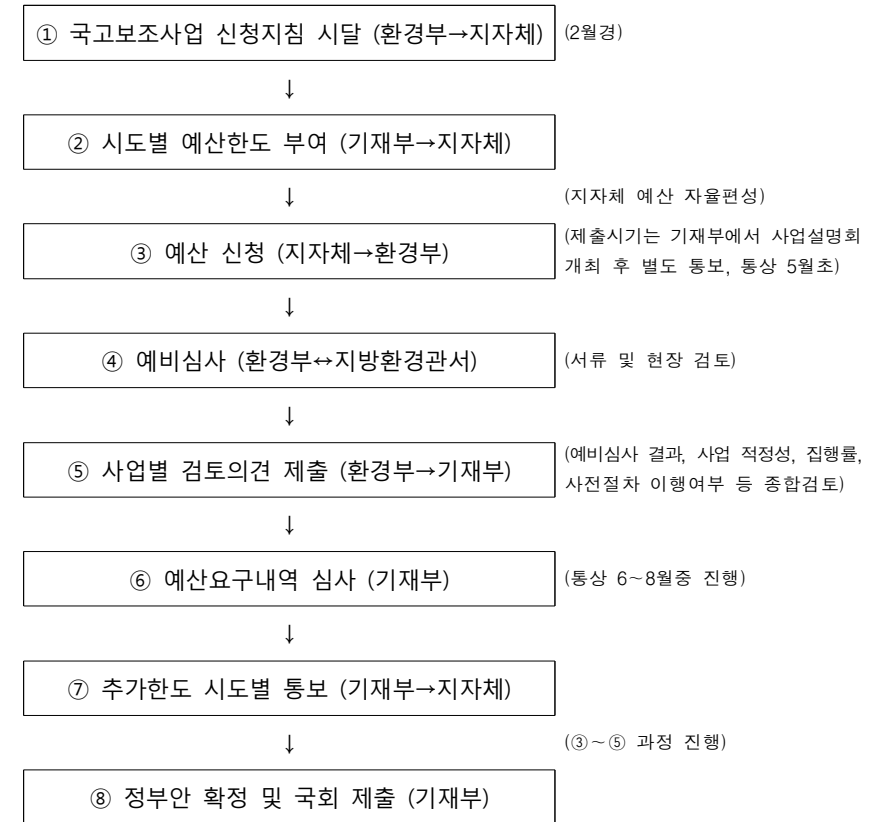 ① 국고보조사업 신청지침 시달 (환경부→지자체) (2월경)
↓
② 시도별 예산한도 부여 (기재부→지자체)
↓ (지자체 예산 자율편성)
③ 예산 신청 (지자체→환경부) (제출시기는 기재부에서 사업설명회
개최 후 별도 통보, 통상 5월초)
↓
④ 예비심사 (환경부↔지방환경관서) (서류 및 현장 검토)
↓
⑤ 사업별 검토의견 제출 (환경부→기재부) (예비심사 결과, 사업 적정성, 집행률,
사전절차 이행여부 등 종합검토)
↓
⑥ 예산요구내역 심사 (기재부) (통상 6~8월중 진행)
↓
⑦ 추가한도 시도별 통보 (기재부→지자체)
↓ (③~⑤ 과정 진행)
⑧ 정부안 확정 및 국회 제출 (기재부)